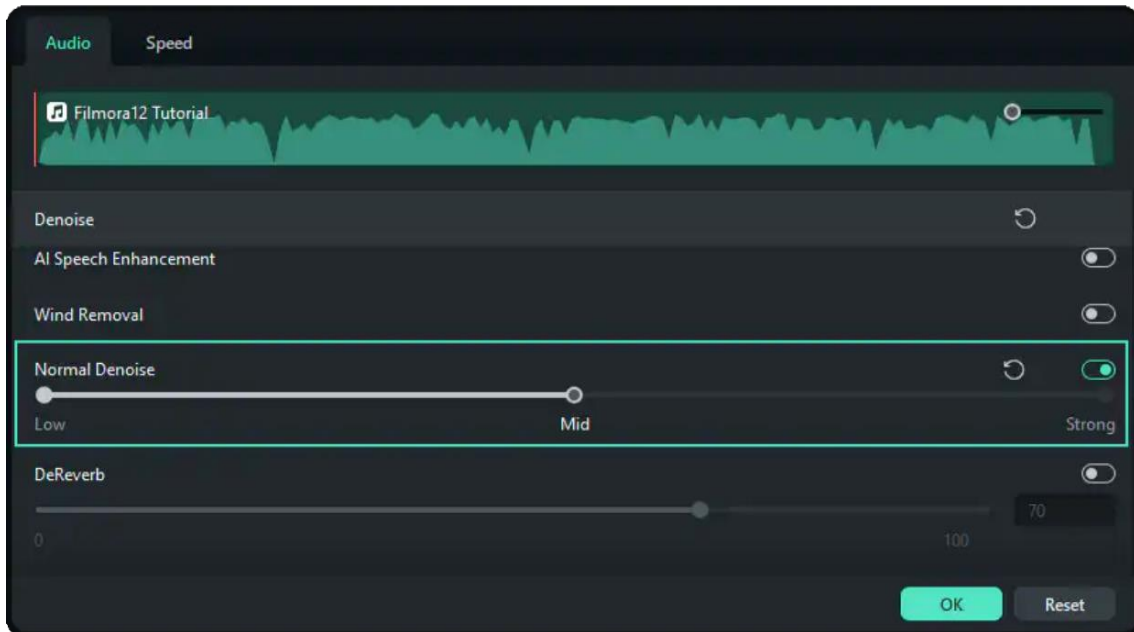 Audio Speed
Filmora12 Tutorial
Denoise
AI Speech Enhancement
Wind Removal
Normal Denoise
Low Mid Strong
DeReverb
70
0 100
OK Reset